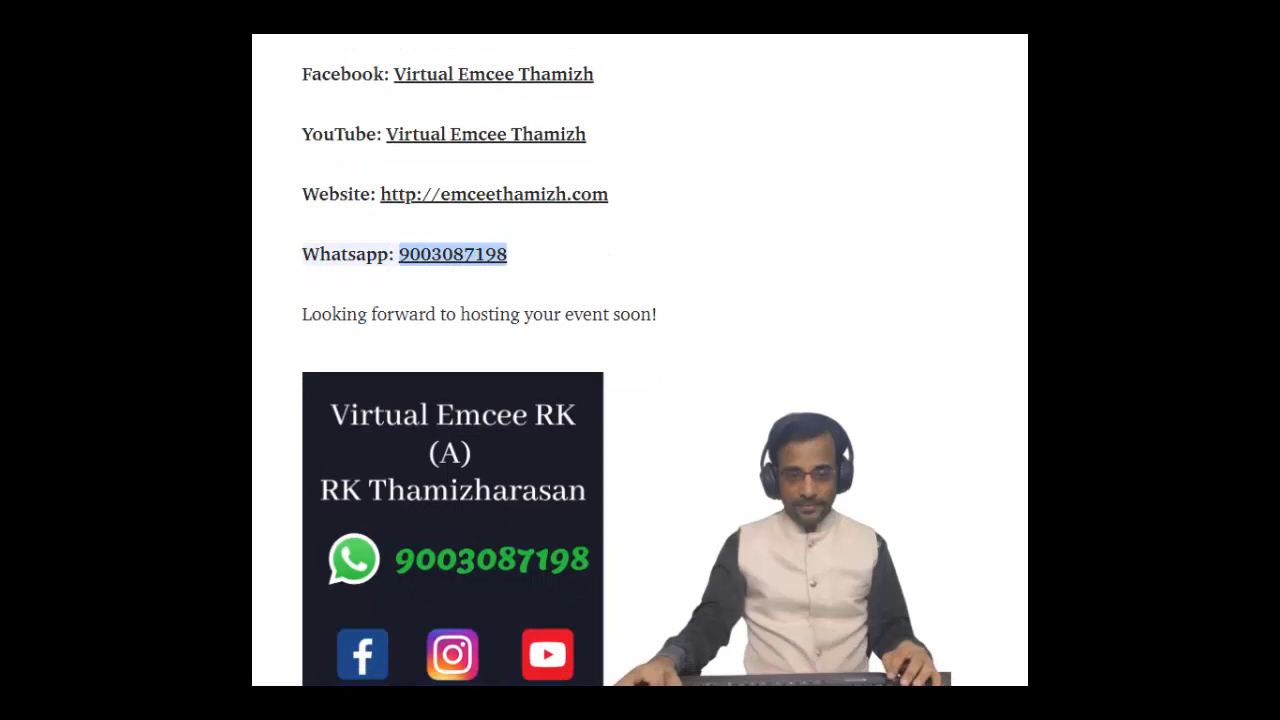 Facebook: Virtual Emcee Thamizh
YouTube: Virtual Emcee Thamizh
Website: http://emceethamizh.com
Whatsapp: 9003087198
Looking forward to hosting your event soon!
Virtual Emcee RK
(A)
RK Thamizharasan
9003087198